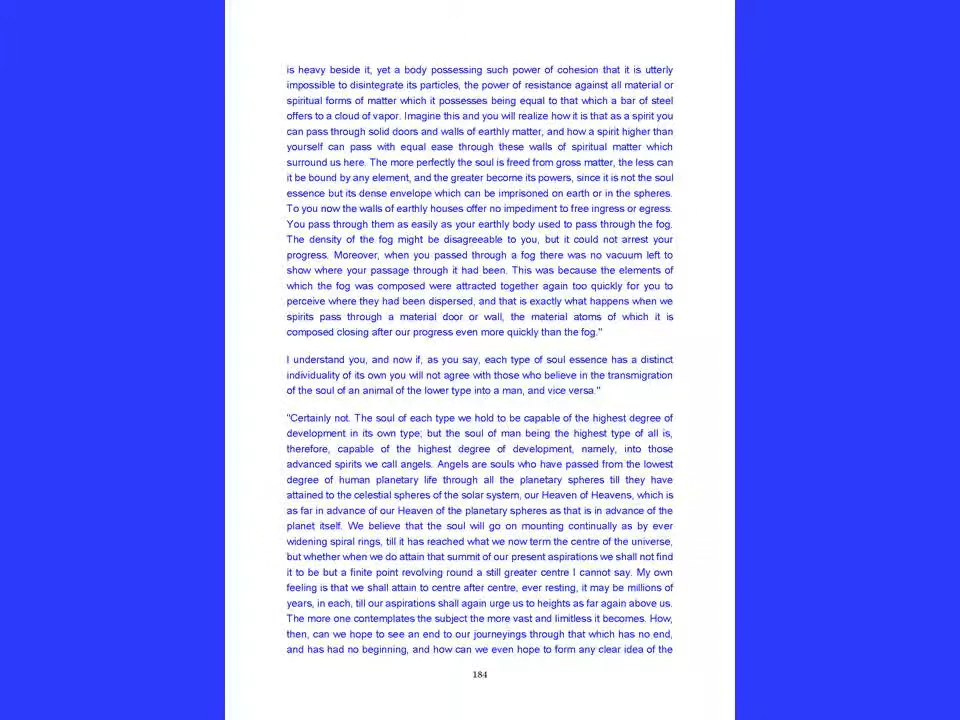 is heavy beside it, yet a body possessing such power of cohesion that it is utterly
impossible to disintegrate its particles, the power of resistance against all material or
spiritual forms of matter which it possesses being equal to that which a bar of steel
offers to a cloud of vapor. Imagine this and you will realize how it is that as a spirit you
can pass through solid doors and walls of earthly matter, and how a spirit higher than
yourself can pass with equal ease through these walls of spiritual matter which
surround us here. The more perfectly the soul is freed from gross matter, the less can
it be bound by any element, and the greater become its powers, since it is not the soul
essence but its dense envelope which can be imprisoned on earth or in the spheres.
To you now the walls of earthly houses offer no impediment to free ingress or egress.
You pass through them as easily as your earthly body used to pass through the fog.
The density of the fog might be disagreeable to you, but it could not arrest your
progress. Moreover, when you passed through a fog there was no vacuum left to
show where your passage through it had been. This was because the elements of
which the fog was composed were attracted together again too quickly for you to
perceive where they had been dispersed, and that is exactly what happens when we
spirits pass through a material door or wall, the material atoms of which it is
composed closing after our progress even more quickly than the fog."
I understand you, and now if, as you say, each type of soul essence has a distinct
individuality of its own you will not agree with those who believe in the transmigration
of the soul of an animal of the lower type into a man, and vice versa."
"Certainly not. The soul of each type we hold to be capable of the highest degree of
development in its own type; but the soul of man being the highest type of all is,
therefore, capable of the highest degree of development, namely, into those
advanced spirits we call angels. Angels are souls who have passed from the lowest
degree of human planetary life through all the planetary spheres till they have
attained to the celestial spheres of the solar system, our Heaven of Heavens, which is
as far in advance of our Heaven of the planetary spheres as that is in advance of the
planet itself. We believe that the soul will go on mounting continually as by ever
widening spiral rings, till it has reached what we now term the centre of the universe,
but whether when we do attain that summit of our present aspirations we shall not find
it to be but a finite point revolving round a still greater centre I cannot say. My own
feeling is that we shall attain to centre after centre, ever resting, it may be millions of
years, in each, till our aspirations shall again urge us to heights as far again above us.
The more one contemplates the subject the more vast and limitless it becomes. How,
then, can we hope to see an end to our journeyings through that which has no end,
and has had no beginning, and how can we even hope to form any clear idea of the
184